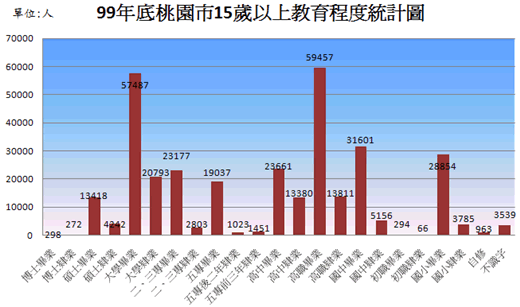 單位:人
99年底桃園市15歲以上教育程度統計圖
70000
60000
50000
40000
30000
20000
10000
0
298
272
13418
4242
57487
20793
23177
2803
19037
1023
1451
23661
13380
59457
13811
31601
5156
294
66
28854
3785
963
3539
博士畢業
博士肄業
碩士畢業
碩士肄業
大學畢業
大學肄業
二、三專畢業
二、三專肄業
五專畢業
五專後二年肄業
五專前三年肄業
高中畢業
高中肄業
高職畢業
高職肄業
國中畢業
國中肄業
初職畢業
初職肄業
國小畢業
國小肄業
自修
不識字